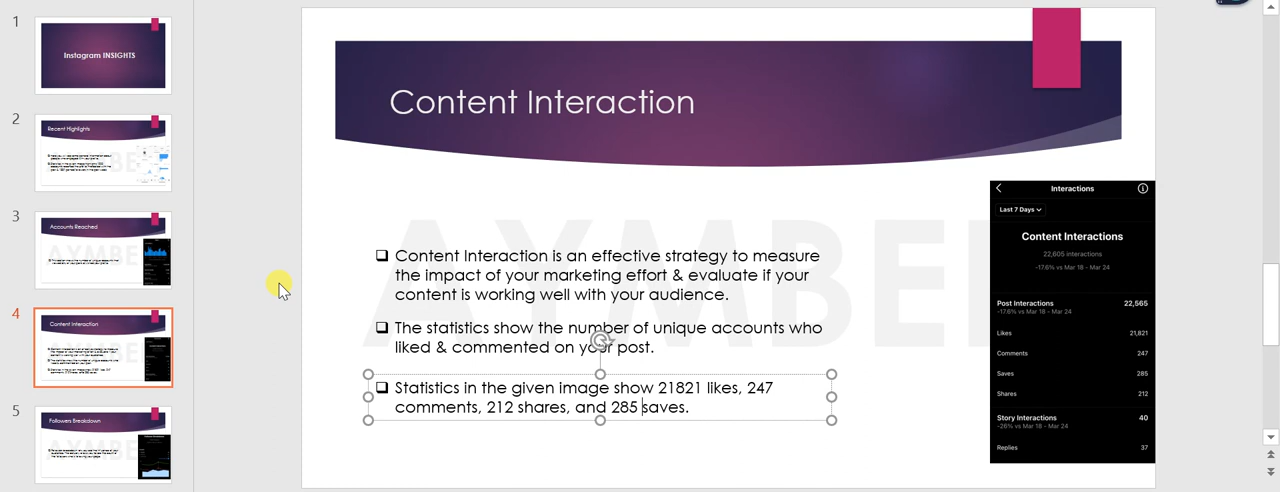 1
Instagram INSIGHTS
2
Recent Highlights
3
Accounts Reached
4
Content Interaction
5
Followers Breakdown
Content Interaction
AYMBE
❑ Content Interaction is an effective strategy to measure
the impact of your marketing effort & evaluate if your
content is working well with your audience.
❑ The statistics show the number of unique accounts who
liked & commented on your post.
❑ Statistics in the given image show 21821 likes, 247
comments, 212 shares, and 285 saves.
Interactions
Last 7 Days
Content Interactions
22,605 interactions
-17.6% vs Mar 18 - Mar 24
Post Interactions 22,565
-17.6% vs Mar 18 - Mar 24
Likes 21,821
Comments 247
Saves 285
Shares 212
Story Interactions 40
-26% vs Mar 18 - Mar 24
Replies 37